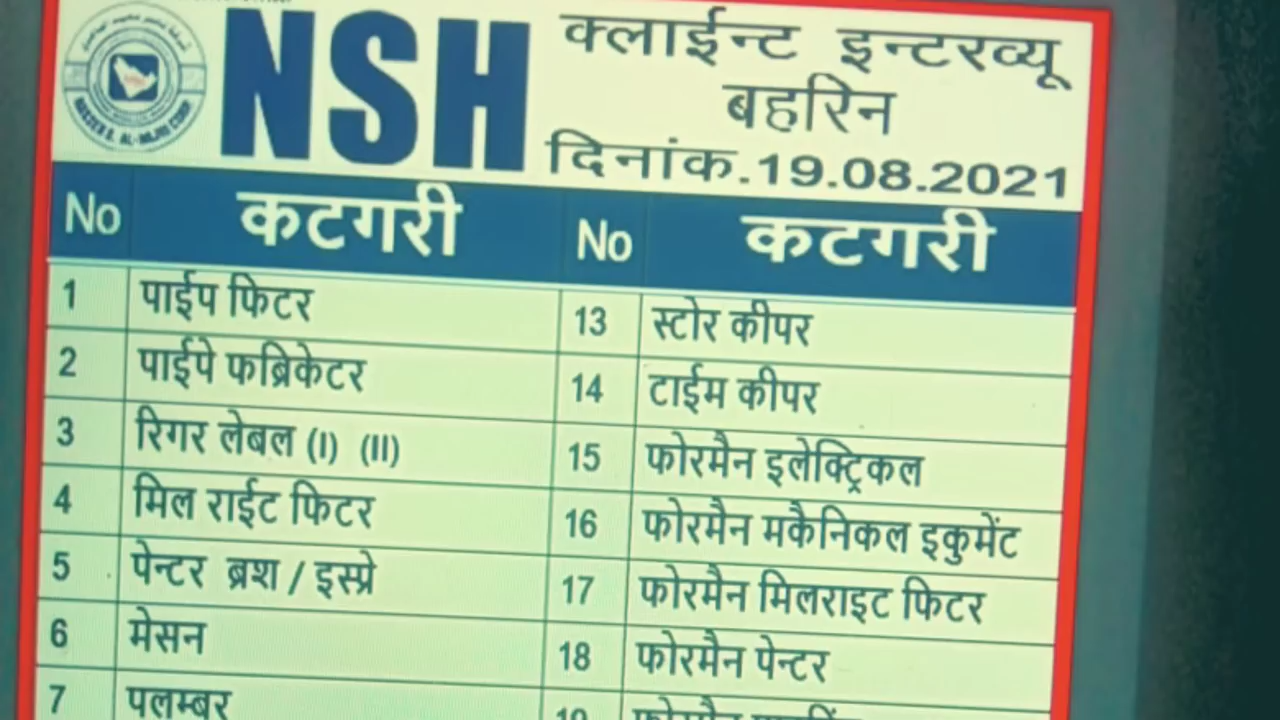 NSH
क्लाईन्ट इन्टरव्यू
बहरिन
दिनांक.19.08.2021
No कटगरी No कटगरी
1 पाईप फिटर 13 स्टोर कीपर
2 पाईपे फब्रिकेटर 14 टाईम कीपर
3 रिगर लेबल (I) (II) 15 फोरमैन इलेक्ट्रिकल
4 मिल राईट फिटर 16 फोरमैन मकैनिकल इकुमेंट
5 पेन्टर ब्रश / इस्प्रे 17 फोरमैन मिलराइट फिटर
6 मेसन 18 फोरमैन पेन्टर
7 पलम्बर